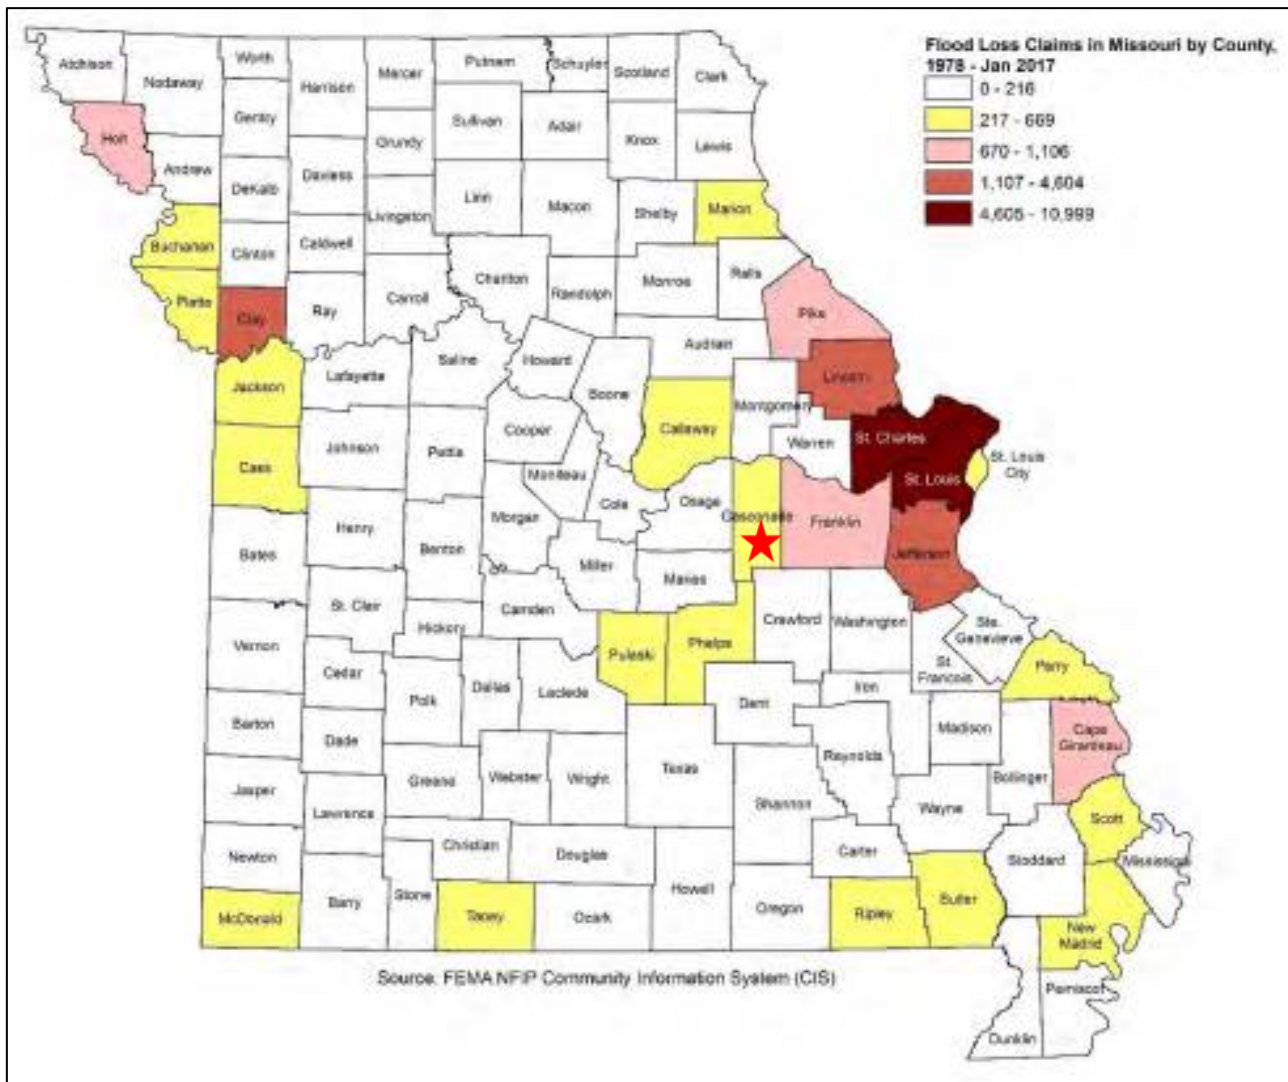 Flood Loss Claims in Missouri by County,
1978 - Jan 2017
0 - 216
217 - 669
670 - 1,106
1,107 - 4,604
4,605 - 10,999
Atchison
Nodaway
Worth
Harrison
Mercer
Putnam
Schuyler
Scotland
Clark
Gentry
Sullivan
Adair
Knox
Lewis
Holt
Andrew
DeKalb
Daviess
Grundy
Linn
Macon
Shelby
Marion
Buchanan
Clinton
Caldwell
Livingston
Chariton
Randolph
Monroe
Ralls
Platte
Clay
Ray
Carroll
Pike
Audrain
Saline
Howard
Boone
Lincoln
Jackson
Lafayette
Callaway
Montgomery
Warren
St. Charles
St. Louis
St. Louis
City
Cass
Johnson
Pettis
Cooper
Moniteau
Cole
Osage
Gasconade
Franklin
Jefferson
Bates
Henry
Benton
Morgan
Miller
Maries
St. Clair
Camden
Crawford
Washington
Ste.
Genevieve
Vernon
Hickory
Pulaski
Phelps
St.
Francois
Perry
Cedar
Polk
Dallas
Laclede
Dent
Iron
Madison
Cape
Girardeau
Barton
Dade
Reynolds
Bollinger
Jasper
Greene
Webster
Wright
Texas
Shannon
Wayne
Scott
Lawrence
Newton
Christian
Douglas
Carter
Stoddard
Mississippi
McDonald
Barry
Stone
Taney
Ozark
Howell
Oregon
Ripley
Butler
New
Madrid
Source: FEMA NFIP Community Information System (CIS)
Pemiscot
Dunklin